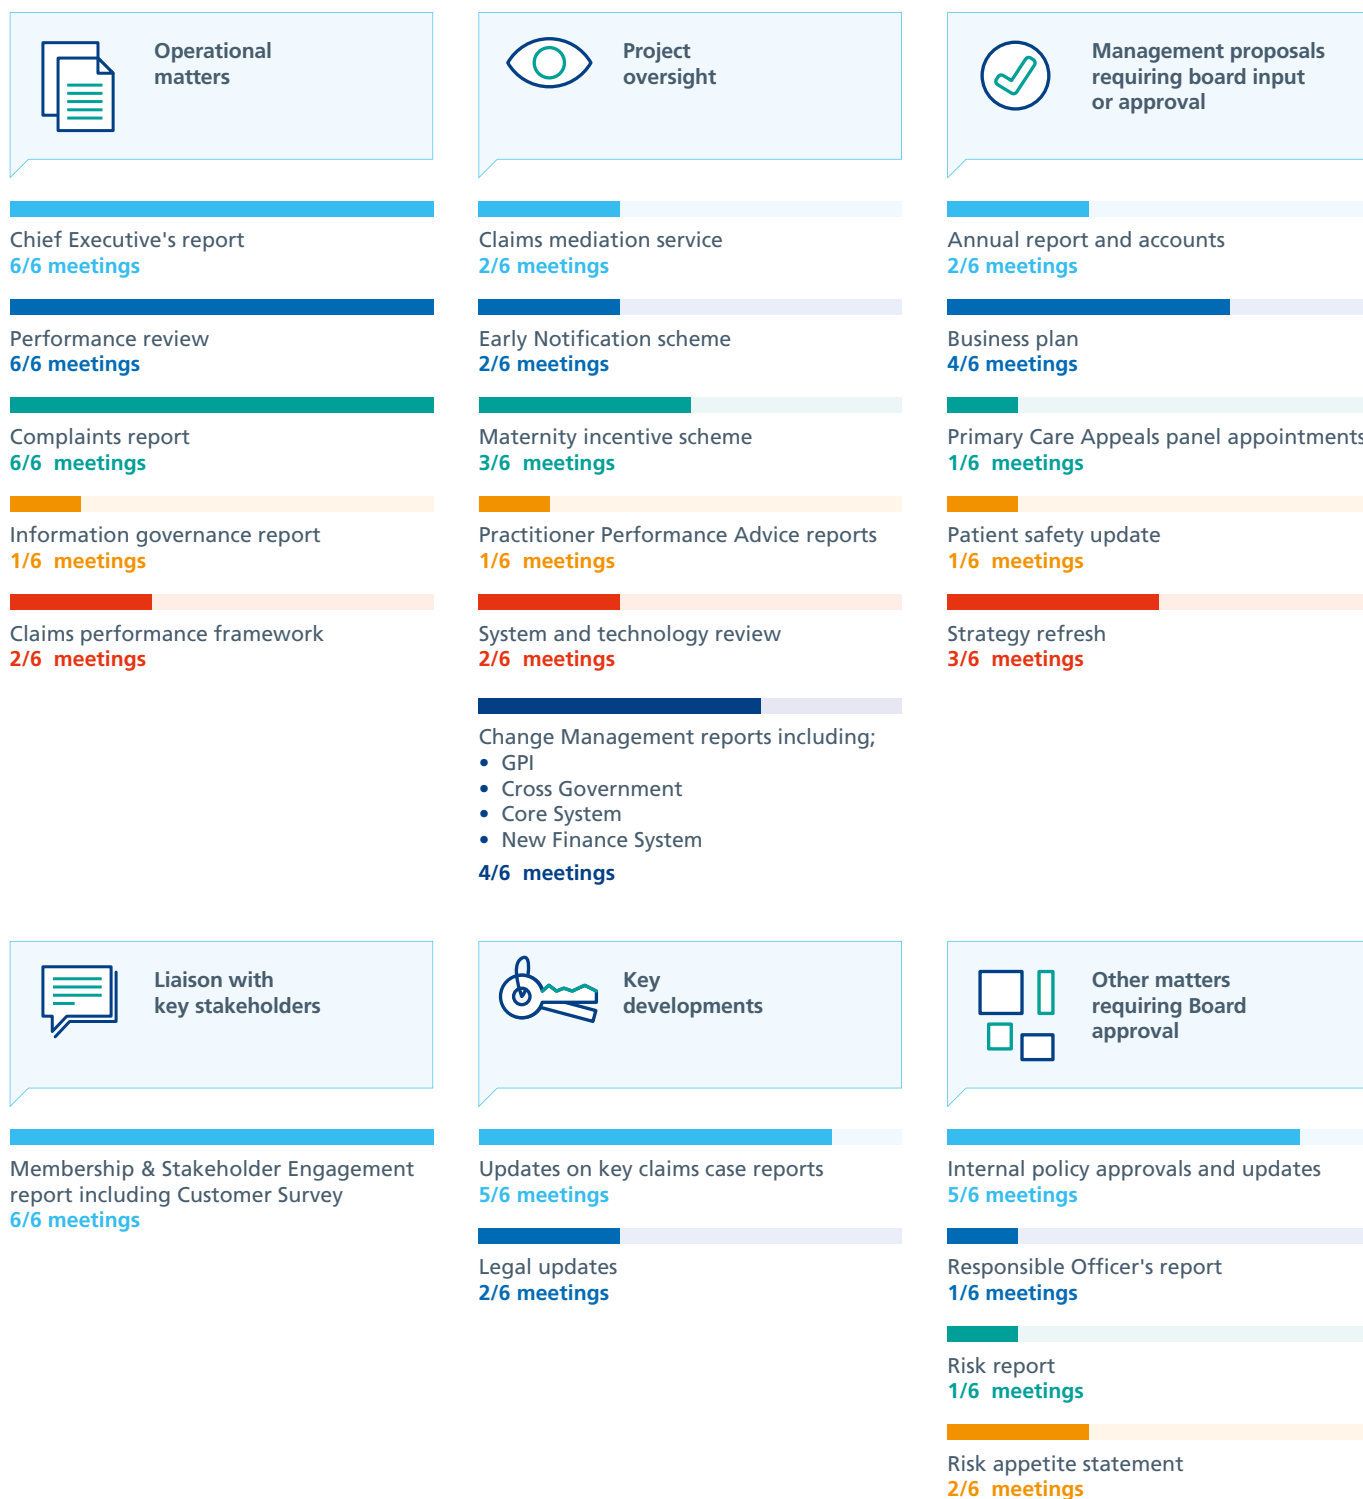 Operational
matters
Chief Executive's report
6/6 meetings
Performance review
6/6 meetings
Complaints report
6/6 meetings
Information governance report
1/6 meetings
Claims performance framework
2/6 meetings
Project
oversight
Claims mediation service
2/6 meetings
Early Notification scheme
2/6 meetings
Maternity incentive scheme
3/6 meetings
Practitioner Performance Advice reports
1/6 meetings
System and technology review
2/6 meetings
Change Management reports including;
• GPI
• Cross Government
• Core System
• New Finance System
4/6 meetings
Management proposals
requiring board input
or approval
Annual report and accounts
2/6 meetings
Business plan
4/6 meetings
Primary Care Appeals panel appointments
1/6 meetings
Patient safety update
1/6 meetings
Strategy refresh
3/6 meetings
Liaison with
key stakeholders
Membership & Stakeholder Engagement
report including Customer Survey
6/6 meetings
Key
developments
Updates on key claims case reports
5/6 meetings
Legal updates
2/6 meetings
Other matters
requiring Board
approval
Internal policy approvals and updates
5/6 meetings
Responsible Officer's report
1/6 meetings
Risk report
1/6 meetings
Risk appetite statement
2/6 meetings